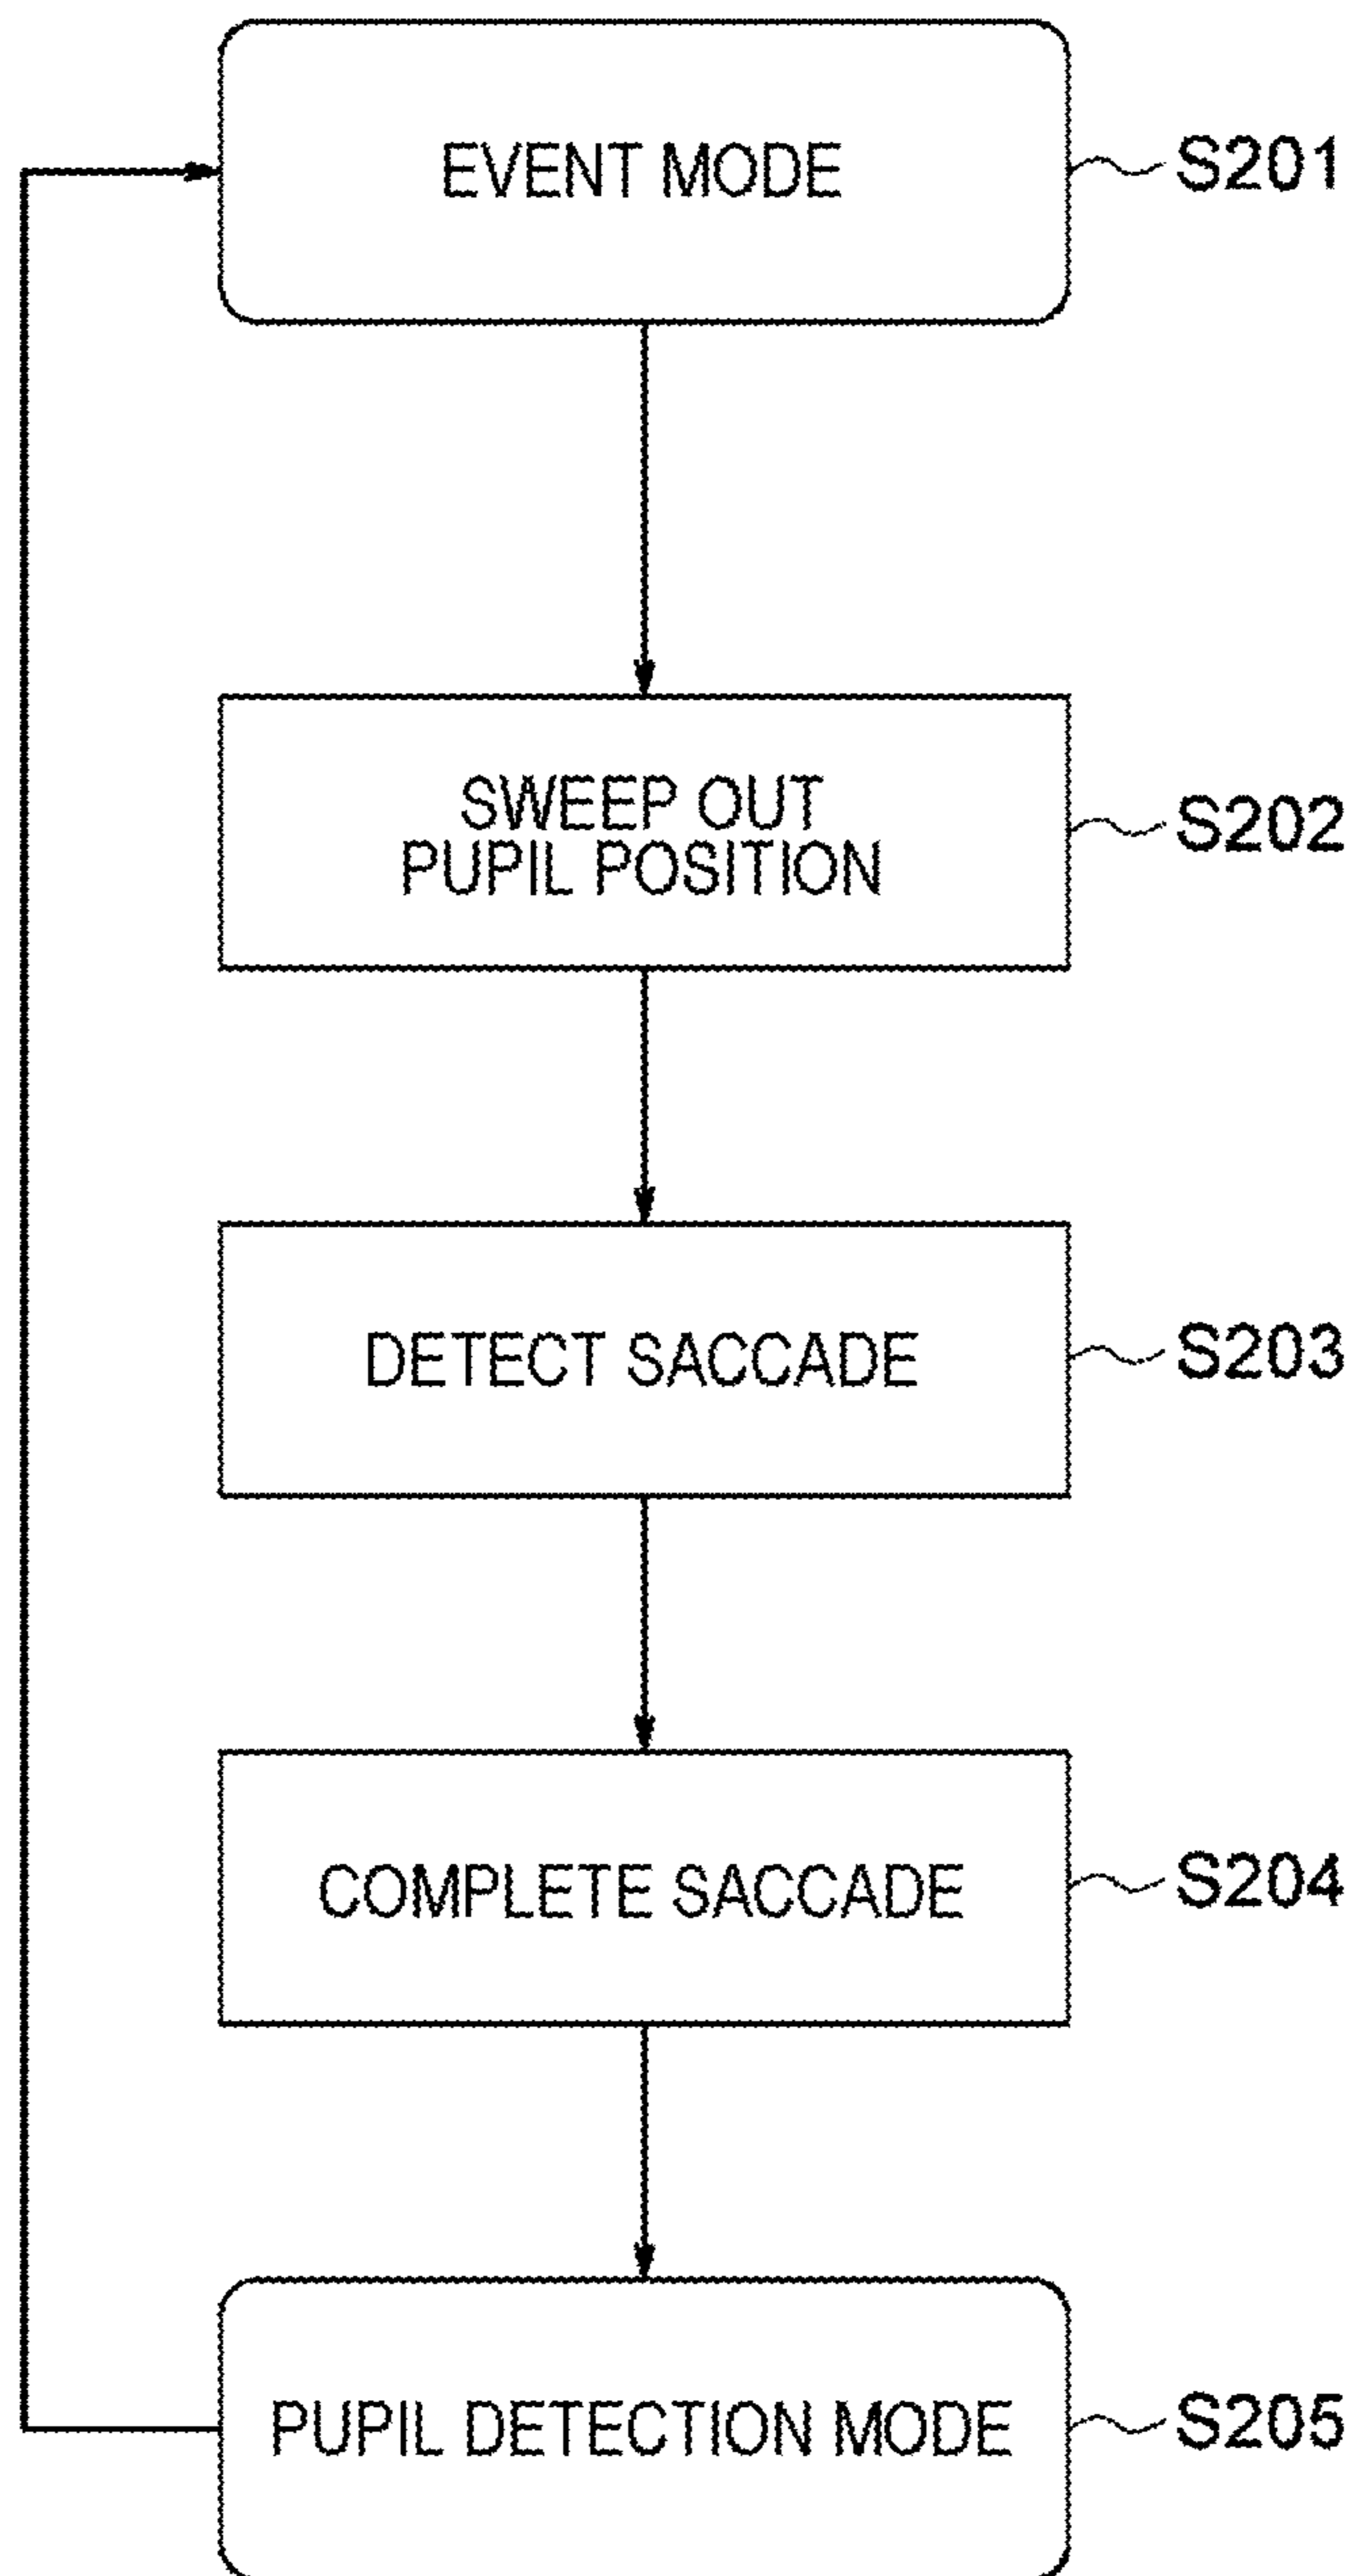 EVENT MODE
S201
SWEEP OUT
PUPIL POSITION
S202
DETECT SACCADE
S203
COMPLETE SACCADE
S204
PUPIL DETECTION MODE
S205